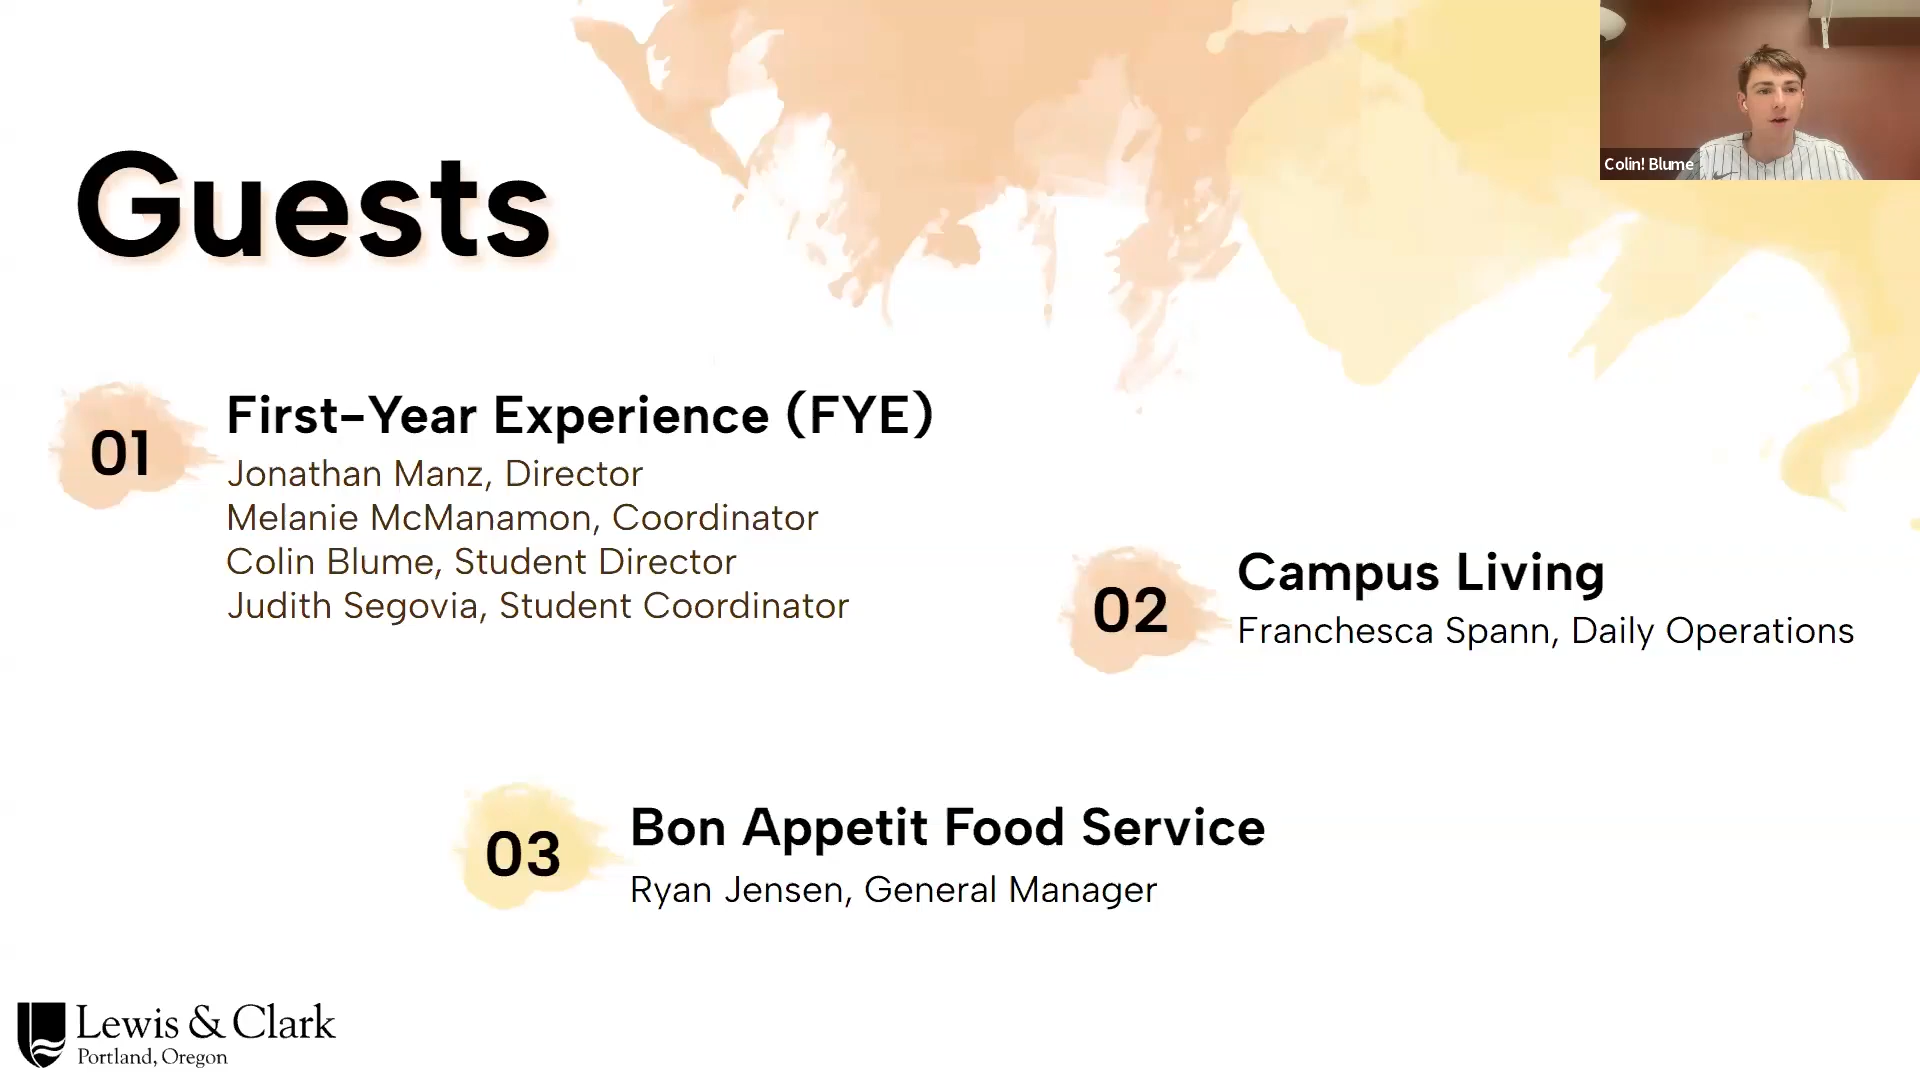 Guests
Colin! Blume
01
First-Year Experience (FYE)
Jonathan Manz, Director
Melanie McManamon, Coordinator
Colin Blume, Student Director
Judith Segovia, Student Coordinator
02
Campus Living
Franchesca Spann, Daily Operations
03
Bon Appetit Food Service
Ryan Jensen, General Manager
Lewis & Clark
Portland, Oregon